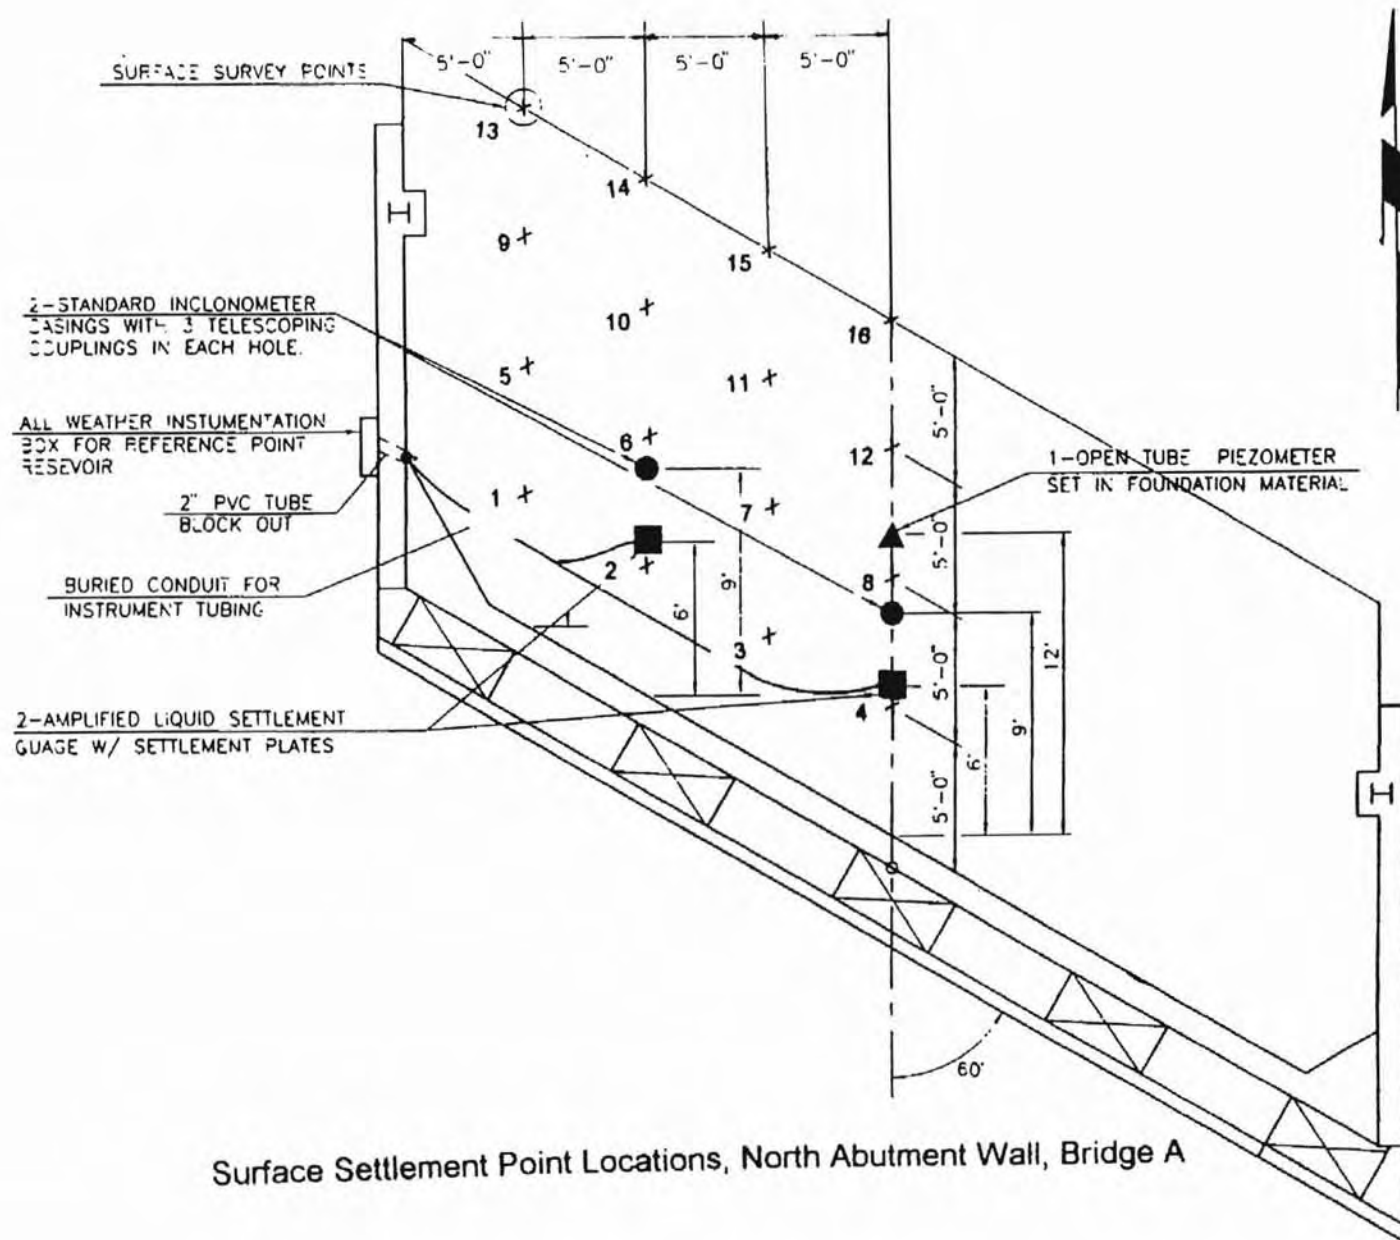 5'-0" 5'-0" 5'-0" 5'-0"
SURFACE SURVEY POINTS
13
14
9
15
2-STANDARD INCLONOMETER
CASINGS WITH 3 TELESCOPING
COUPLINGS IN EACH HOLE.
10
16
5
11
5'-0"
ALL WEATHER INSTUMENTATION
BOX FOR REFERENCE POINT
RESEVOIR
6
12
1-OPEN TUBE PIEZOMETER
SET IN FOUNDATION MATERIAL
2" PVC TUBE
BLOCK OUT
1
7
5'-0"
BURIED CONDUIT FOR
INSTRUMENT TUBING
2
8
6'
9'
3
5'-0"
12'
2-AMPLIFIED LIQUID SETTLEMENT
GUAGE W/ SETTLEMENT PLATES
4
9'
6'
5'-0"
60°
Surface Settlement Point Locations, North Abutment Wall, Bridge A